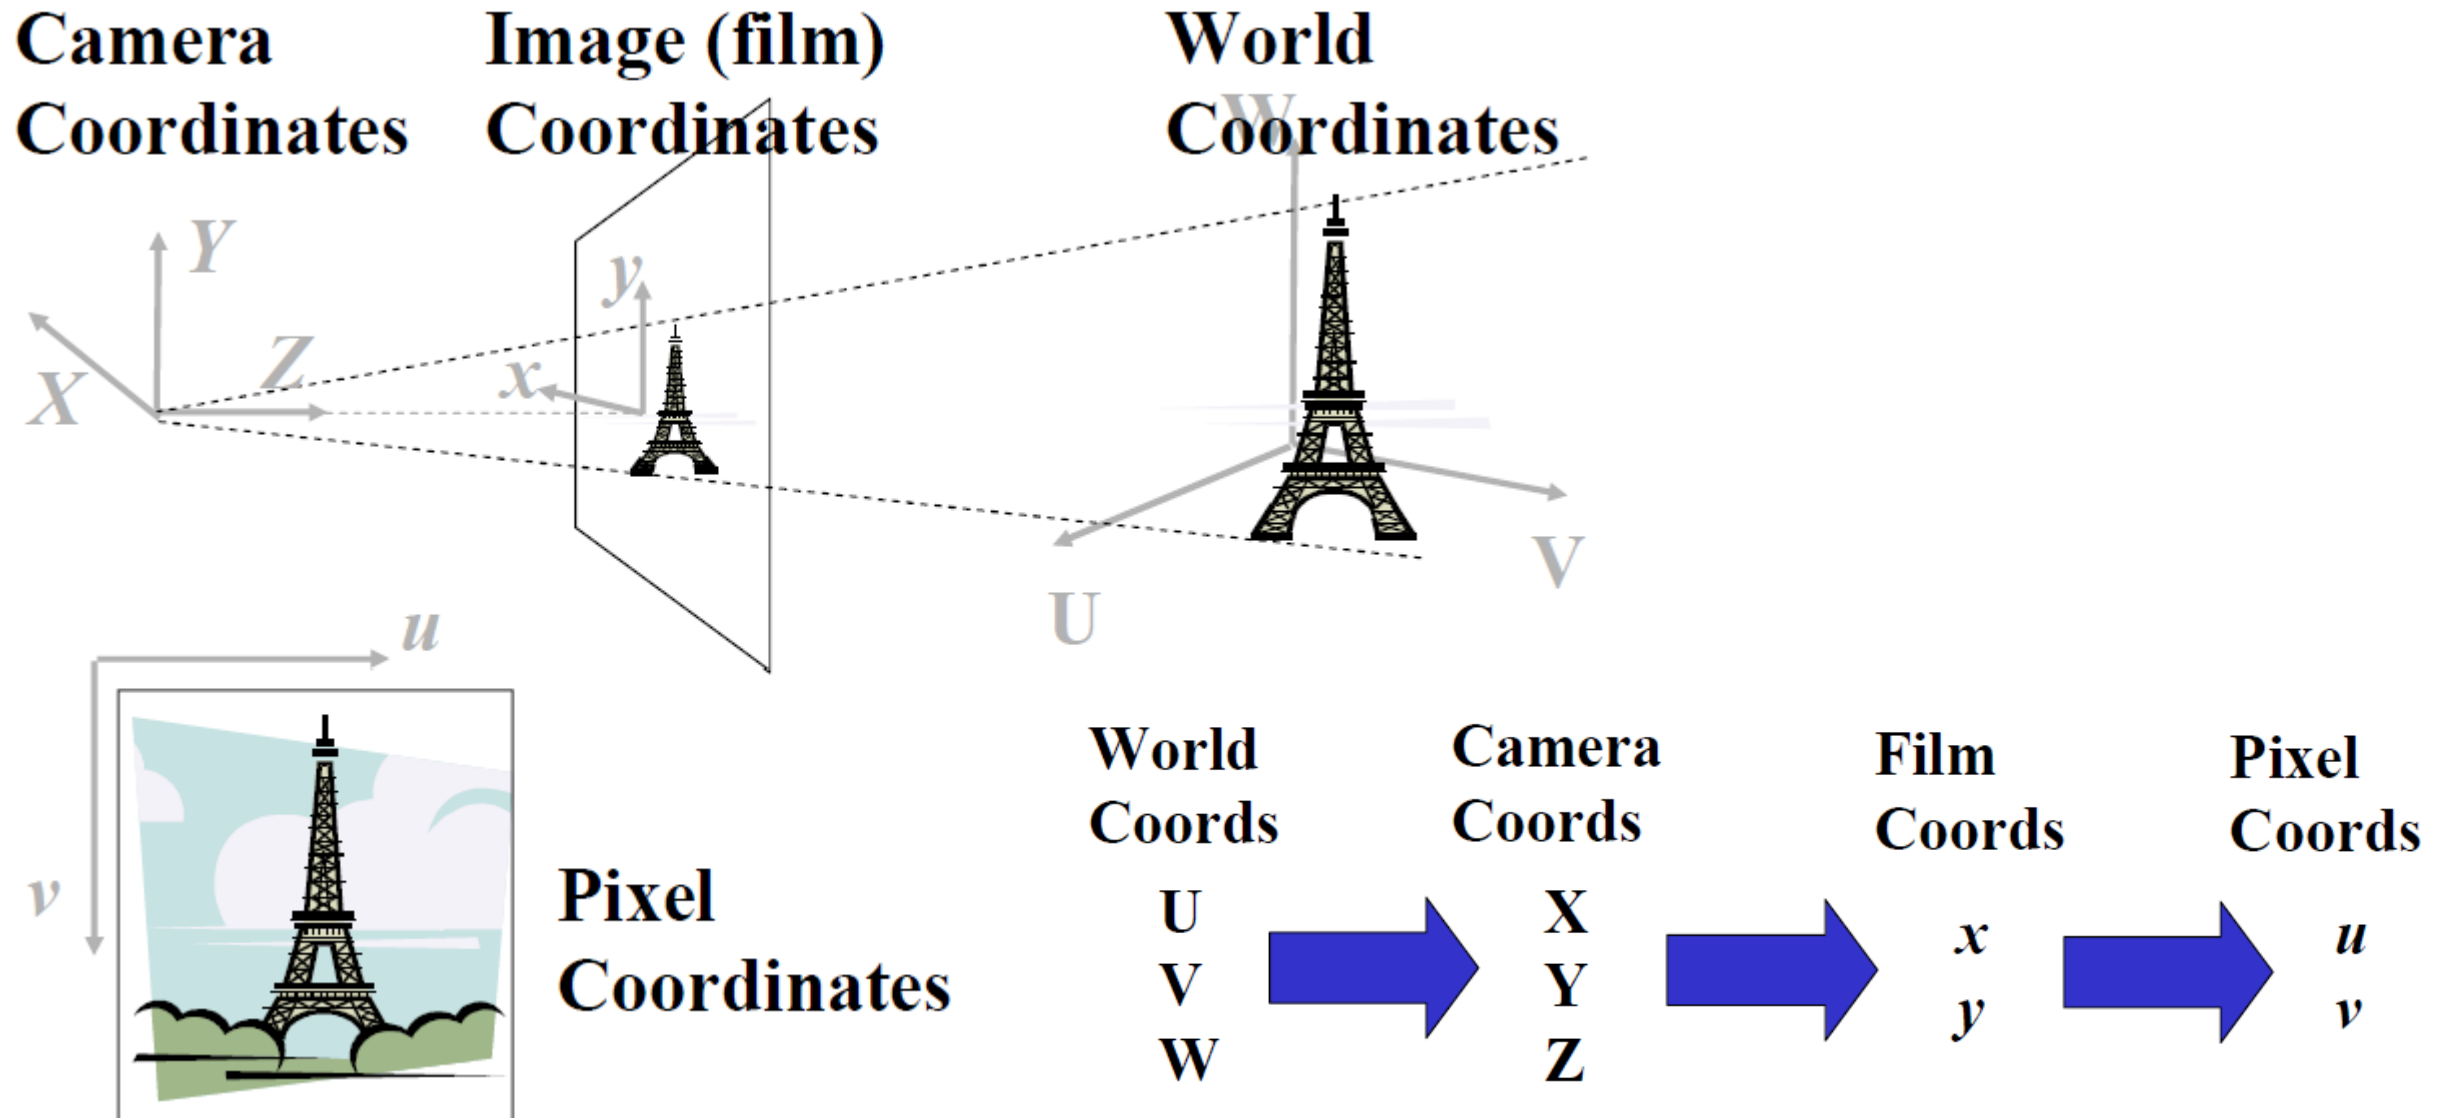 Camera
Coordinates
Image (film)
Coordinates
World
Coordinates
W
Y
X
Z
y
x
U
V
u
v
Pixel
Coordinates
World
Coords
U
V
W
Camera
Coords
X
Y
Z
Film
Coords
x
y
Pixel
Coords
u
v